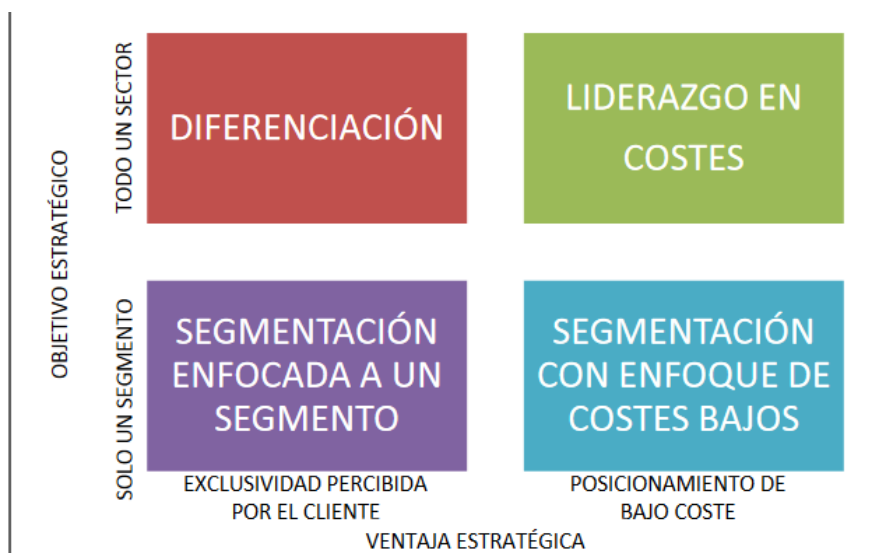 OBJETIVO ESTRATÉGICO
TODO UN SECTOR
DIFERENCIACIÓN
LIDERAZGO EN
COSTES
SOLO UN SEGMENTO
SEGMENTACIÓN
ENFOCADA A UN
SEGMENTO
SEGMENTACIÓN
CON ENFOQUE DE
COSTES BAJOS
EXCLUSIVIDAD PERCIBIDA
POR EL CLIENTE
POSICIONAMIENTO DE
BAJO COSTE
VENTAJA ESTRATÉGICA